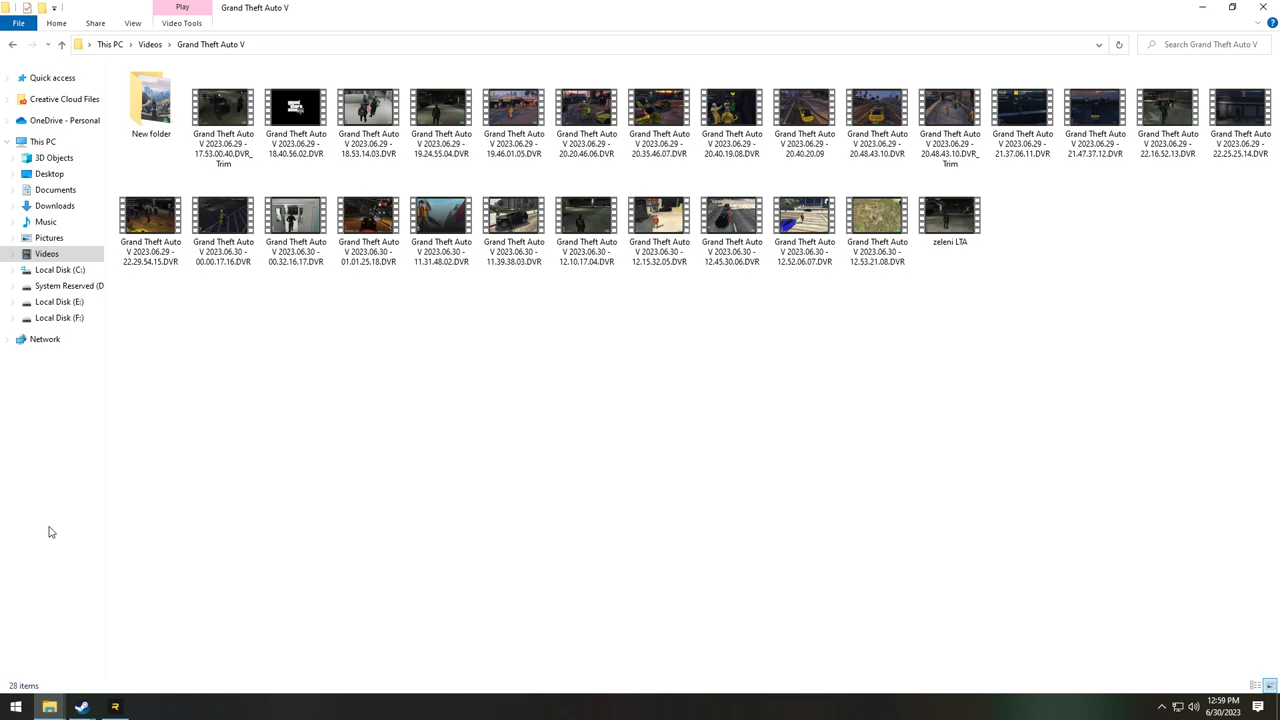 Play
Grand Theft Auto V
File
Home
Share
View
Video Tools
This PC
Videos
Grand Theft Auto V
Search Grand Theft Auto V
Quick access
Creative Cloud Files
OneDrive - Personal
This PC
3D Objects
Desktop
Documents
Downloads
Music
Pictures
Videos
Local Disk (C:)
System Reserved (D
Local Disk (E:)
Local Disk (F:)
Network
New folder
Grand Theft Auto
V 2023.06.29 -
17.53.00.40.DVR_
Trim
Grand Theft Auto
V 2023.06.29 -
18.40.56.02.DVR
Grand Theft Auto
V 2023.06.29 -
18.53.14.03.DVR
Grand Theft Auto
V 2023.06.29 -
19.24.55.04.DVR
Grand Theft Auto
V 2023.06.29 -
19.46.01.05.DVR
Grand Theft Auto
V 2023.06.29 -
20.20.46.06.DVR
Grand Theft Auto
V 2023.06.29 -
20.35.46.07.DVR
Grand Theft Auto
V 2023.06.29 -
20.40.19.08.DVR
Grand Theft Auto
V 2023.06.29 -
20.40.20.09
Grand Theft Auto
V 2023.06.29 -
20.48.43.10.DVR
Grand Theft Auto
V 2023.06.29 -
20.48.43.10.DVR_
Trim
Grand Theft Auto
V 2023.06.29 -
21.37.06.11.DVR
Grand Theft Auto
V 2023.06.29 -
21.47.37.12.DVR
Grand Theft Auto
V 2023.06.29 -
22.16.52.13.DVR
Grand Theft Auto
V 2023.06.29 -
22.25.25.14.DVR
Grand Theft Auto
V 2023.06.29 -
22.29.54.15.DVR
Grand Theft Auto
V 2023.06.30 -
00.00.17.16.DVR
Grand Theft Auto
V 2023.06.30 -
00.32.16.17.DVR
Grand Theft Auto
V 2023.06.30 -
01.01.25.18.DVR
Grand Theft Auto
V 2023.06.30 -
11.31.48.02.DVR
Grand Theft Auto
V 2023.06.30 -
11.39.38.03.DVR
Grand Theft Auto
V 2023.06.30 -
12.10.17.04.DVR
Grand Theft Auto
V 2023.06.30 -
12.15.32.05.DVR
Grand Theft Auto
V 2023.06.30 -
12.45.30.06.DVR
Grand Theft Auto
V 2023.06.30 -
12.52.06.07.DVR
Grand Theft Auto
V 2023.06.30 -
12.53.21.08.DVR
zeleni LTA
28 items
12:59 PM
6/30/2023